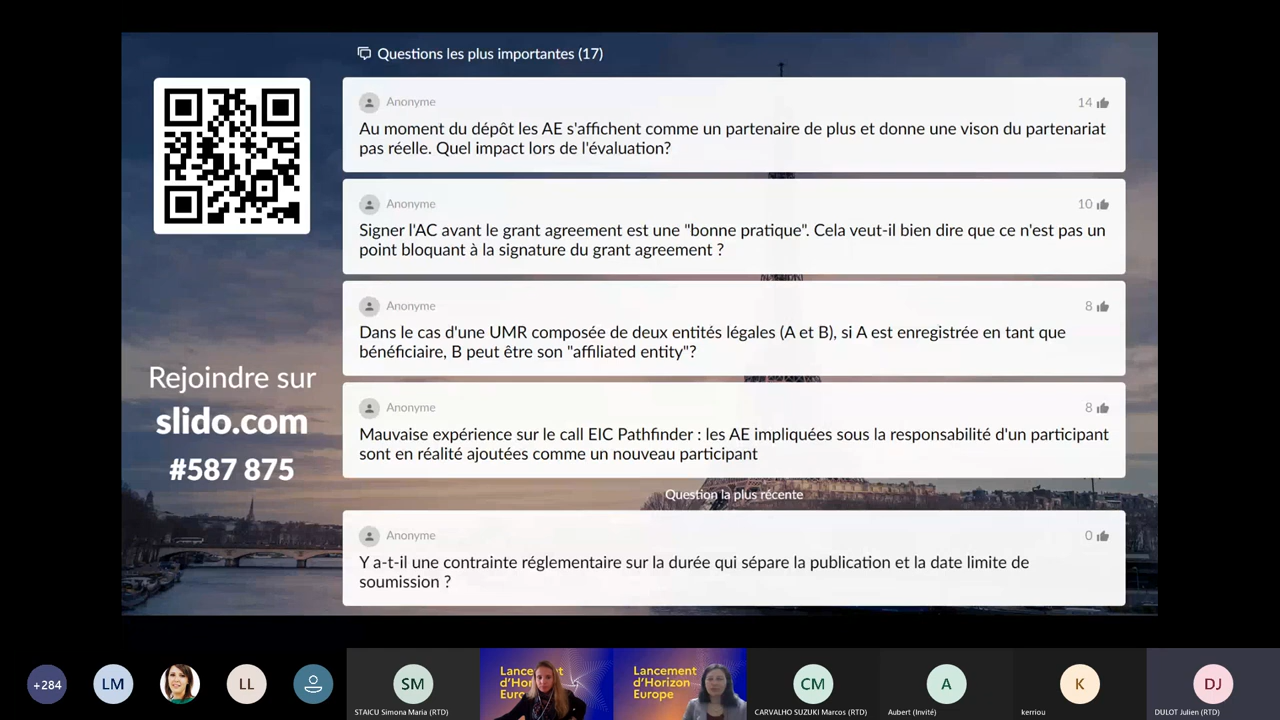 Questions les plus importantes (17)
Anonyme
14
Au moment du dépôt les AE s'affichent comme un partenaire de plus et donne une vison du partenariat
pas réelle. Quel impact lors de l'évaluation?
Anonyme
10
Signer l'AC avant le grant agreement est une "bonne pratique". Cela veut-il bien dire que ce n'est pas un
point bloquant à la signature du grant agreement ?
Anonyme
8
Dans le cas d'une UMR composée de deux entités légales (A et B), si A est enregistrée en tant que
bénéficiaire, B peut être son "affiliated entity"?
Anonyme
8
Mauvaise expérience sur le call EIC Pathfinder : les AE impliquées sous la responsabilité d'un participant
sont en réalité ajoutées comme un nouveau participant
Question la plus récente
Anonyme
0
Y a-t-il une contrainte réglementaire sur la durée qui sépare la publication et la date limite de
soumission ?
Rejoindre sur
slido.com
#587 875
+284
LM
LL
SM
STAICU Simona Maria (RTD)
Lancement
d'Horizon
Europe
CM
CARVALHO SUZUKI Marcos (RTD)
A
Aubert (Invité)
K
kerriou
DJ
DULOT Julien (RTD)